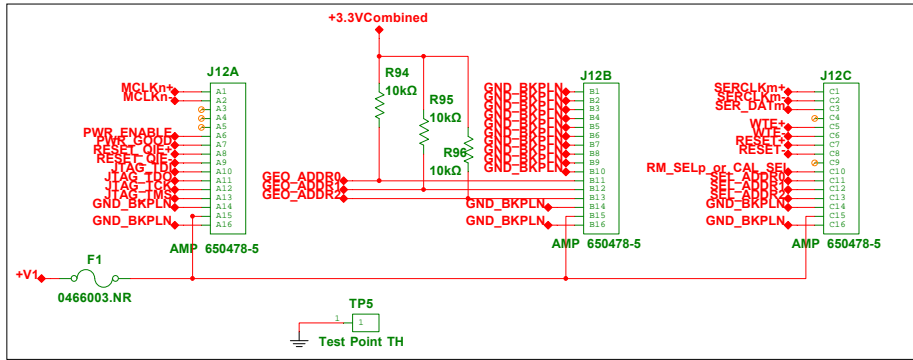 +3.3VCombined
J12A
MCLKn+
MCLKn-
PWR_ENABLE
PWR_GOOD
RESET_QIE+
RESET_QIE-
JTAG_TDI
JTAG_TDO
JTAG_TCK
JTAG_TMS
GND_BKPLN
GND_BKPLN
A1
A2
A3
A4
A5
A6
A7
A8
A9
A10
A11
A12
A13
A14
A15
A16
AMP 650478-5
R94
10kΩ
R95
10kΩ
R96
10kΩ
GEO_ADDR0
GEO_ADDR1
GEO_ADDR2
J12B
GND_BKPLN
GND_BKPLN
GND_BKPLN
GND_BKPLN
GND_BKPLN
GND_BKPLN
GND_BKPLN
GND_BKPLN
GND_BKPLN
GND_BKPLN
GND_BKPLN
GND_BKPLN
B1
B2
B3
B4
B5
B6
B7
B8
B9
B10
B11
B12
B13
B14
B15
B16
AMP 650478-5
J12C
SERCLKm+
SERCLKm-
SER_DATm
WTE+
WTE-
RESET+
RESET-
RM_SELp_or_CAL_SEL
SEL_ADDR0
SEL_ADDR1
SEL_ADDR2
GND_BKPLN
GND_BKPLN
C1
C2
C3
C4
C5
C6
C7
C8
C9
C10
C11
C12
C13
C14
C15
C16
AMP 650478-5
+V1
F1
0466003.NR
TP5
1
1
Test Point TH